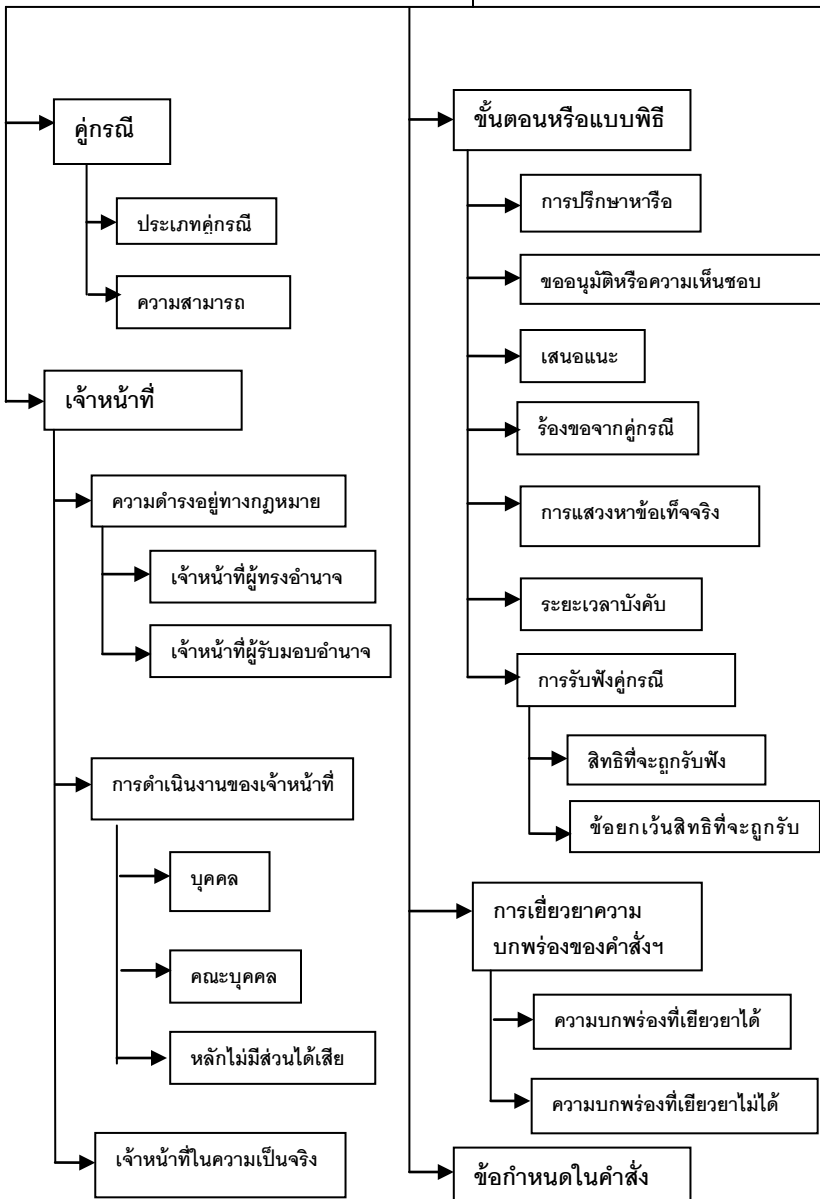 คู่กรณี
ประเภทคู่กรณี
ความสามารถ
เจ้าหน้าที่
ความดำรงอยู่ทางกฎหมาย
เจ้าหน้าที่ผู้ทรงอำนาจ
เจ้าหน้าที่ผู้รับมอบอำนาจ
การดำเนินงานของเจ้าหน้าที่
บุคคล
คณะบุคคล
หลักไม่มีส่วนได้เสีย
เจ้าหน้าที่ในความเป็นจริง
ขั้นตอนหรือแบบพิธี
การปรึกษาหารือ
ขออนุมัติหรือความเห็นชอบ
เสนอแนะ
ร้องขอจากคู่กรณี
การแสวงหาข้อเท็จจริง
ระยะเวลาบังคับ
การรับฟังคู่กรณี
สิทธิที่จะถูกรับฟัง
ข้อยกเว้นสิทธิที่จะถูกรับ
การเยียวยาความ
บกพร่องของคำสั่งฯ
ความบกพร่องที่เยียวยาได้
ความบกพร่องที่เยียวยาไม่ได้
ข้อกำหนดในคำสั่ง